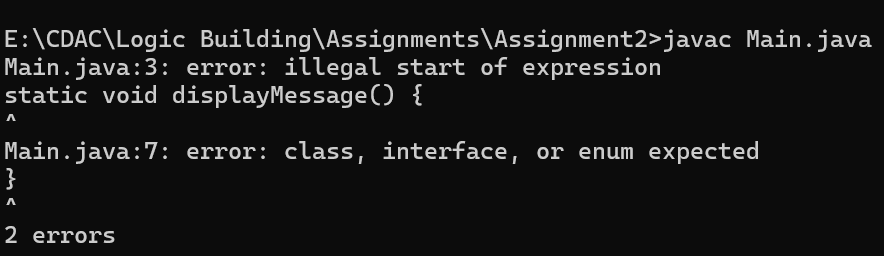 E:\CDAC\Logic Building\Assignments\Assignment2>javac Main.java
Main.java:3: error: illegal start of expression
static void displayMessage() {
^
Main.java:7: error: class, interface, or enum expected
}
^
2 errors